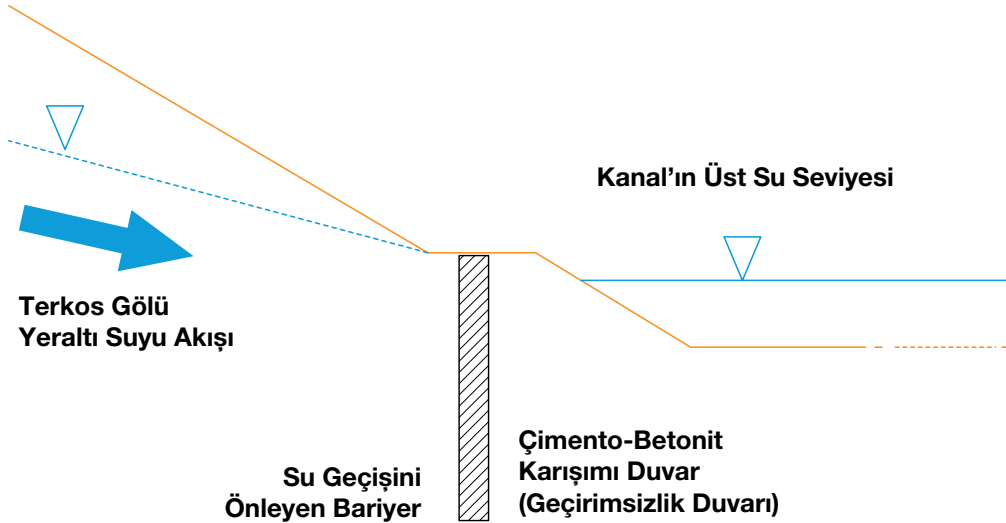 Kanal’ın Üst Su Seviyesi
Terkos Gölü
Yeraltı Suyu Akışı
Su Geçişini
Önleyen Bariyer
Çimento-Betonit
Karışımı Duvar
(Geçirimsizlik Duvarı)